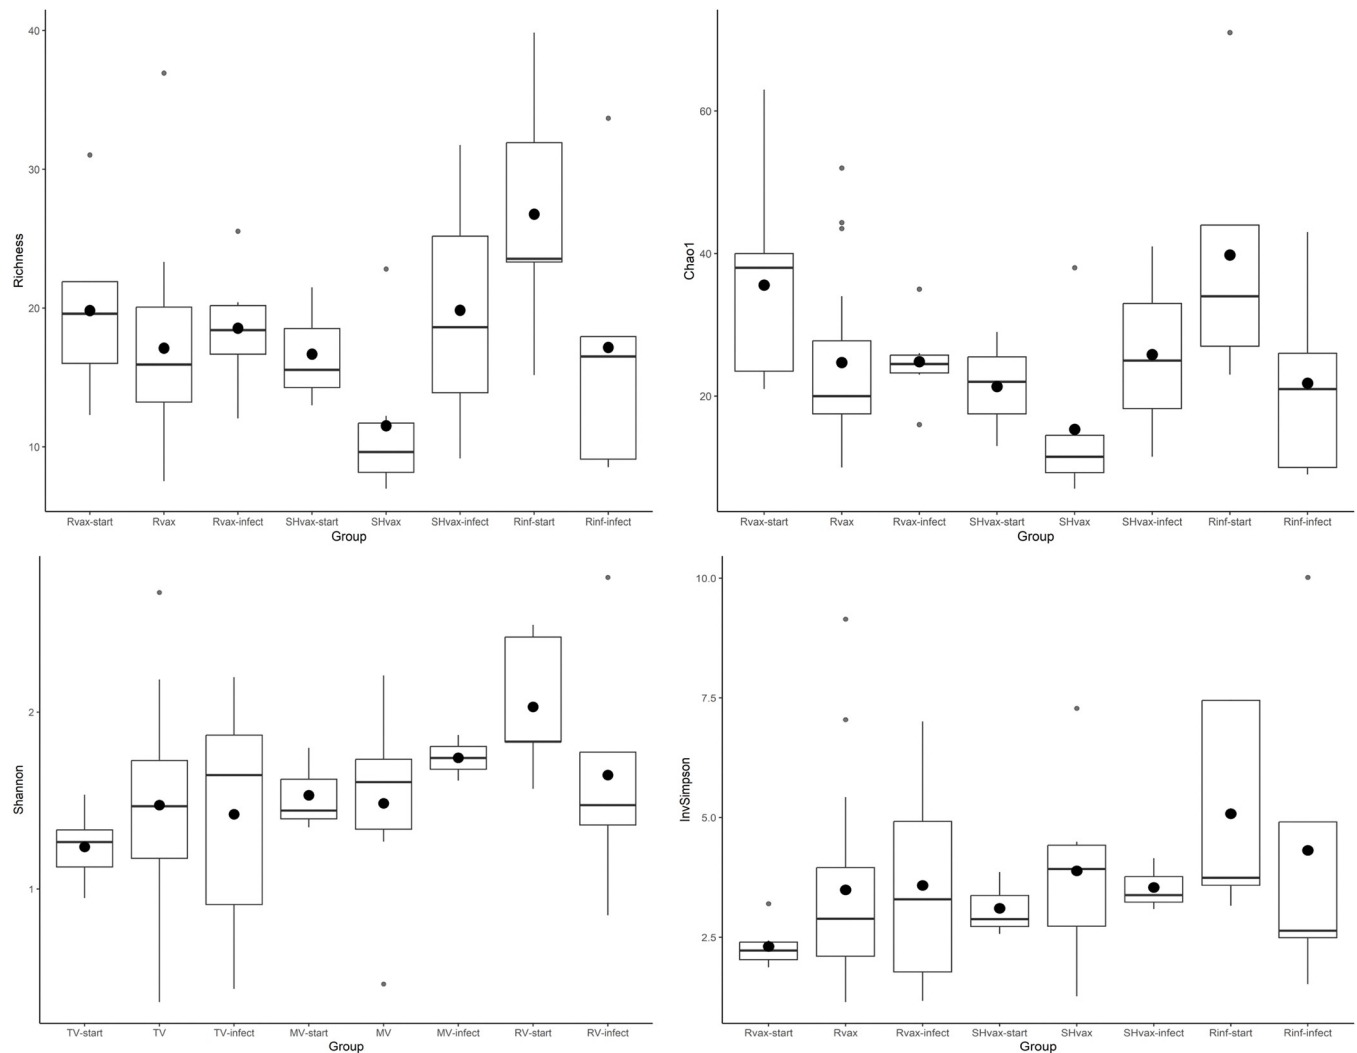 40
30
20
10
Richness
Rvax-start Rvax Rvax-infect SHvax-start SHvax SHvax-infect Rinf-start Rinf-infect
Group
60
40
20
Chao1
Rvax-start Rvax Rvax-infect SHvax-start SHvax SHvax-infect Rinf-start Rinf-infect
Group
2
1
Shannon
TV-start TV TV-infect MV-start MV MV-infect RV-start RV-infect
Group
10.0
7.5
5.0
2.5
InvSimpson
Rvax-start Rvax Rvax-infect SHvax-start SHvax SHvax-infect Rinf-start Rinf-infect
Group